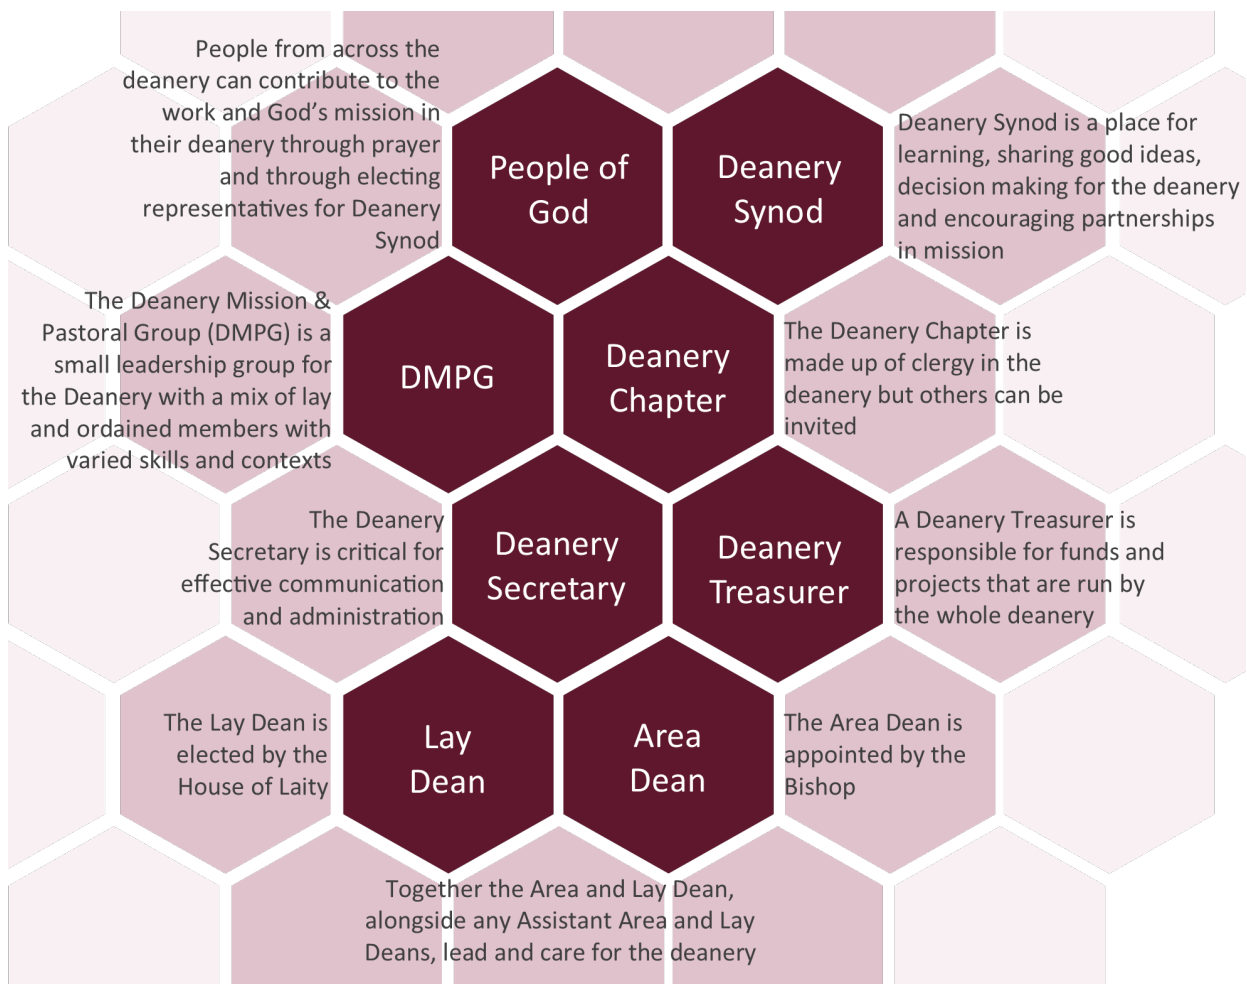 People from across the
deanery can contribute to the
work and God’s mission in
their deanery through prayer
and through electing
representatives for Deanery
Synod
People of
God
Deanery
Synod
Deanery Synod is a place for
learning, sharing good ideas,
decision making for the deanery
and encouraging partnerships
in mission
The Deanery Mission &
Pastoral Group (DMPG) is a
small leadership group for
the Deanery with a mix of lay
and ordained members with
varied skills and contexts
DMPG
Deanery
Chapter
The Deanery Chapter is
made up of clergy in the
deanery but others can be
invited
The Deanery
Secretary is critical for
effective communication
and administration
Deanery
Secretary
Deanery
Treasurer
A Deanery Treasurer is
responsible for funds and
projects that are run by
the whole deanery
The Lay Dean is
elected by the
House of Laity
Lay
Dean
Area
Dean
The Area Dean is
appointed by the
Bishop
Together the Area and Lay Dean,
alongside any Assistant Area and Lay
Deans, lead and care for the deanery